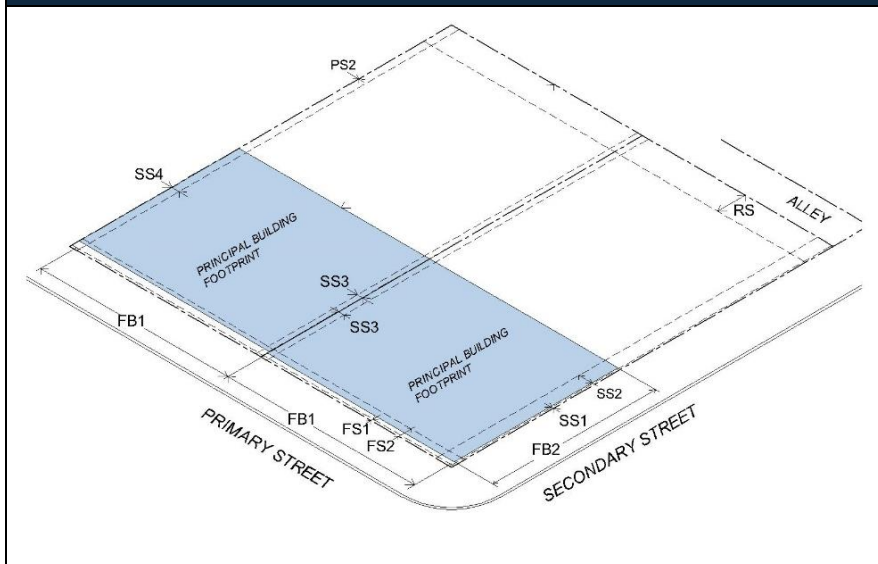 PS2
SS4
ALLEY
RS
PRINCIPAL BUILDING
FOOTPRINT
SS3
SS3
FB1
PRINCIPAL BUILDING
FOOTPRINT
FB1
SS2
SS1
FS1
FS2
FB2
PRIMARY STREET
SECONDARY STREET